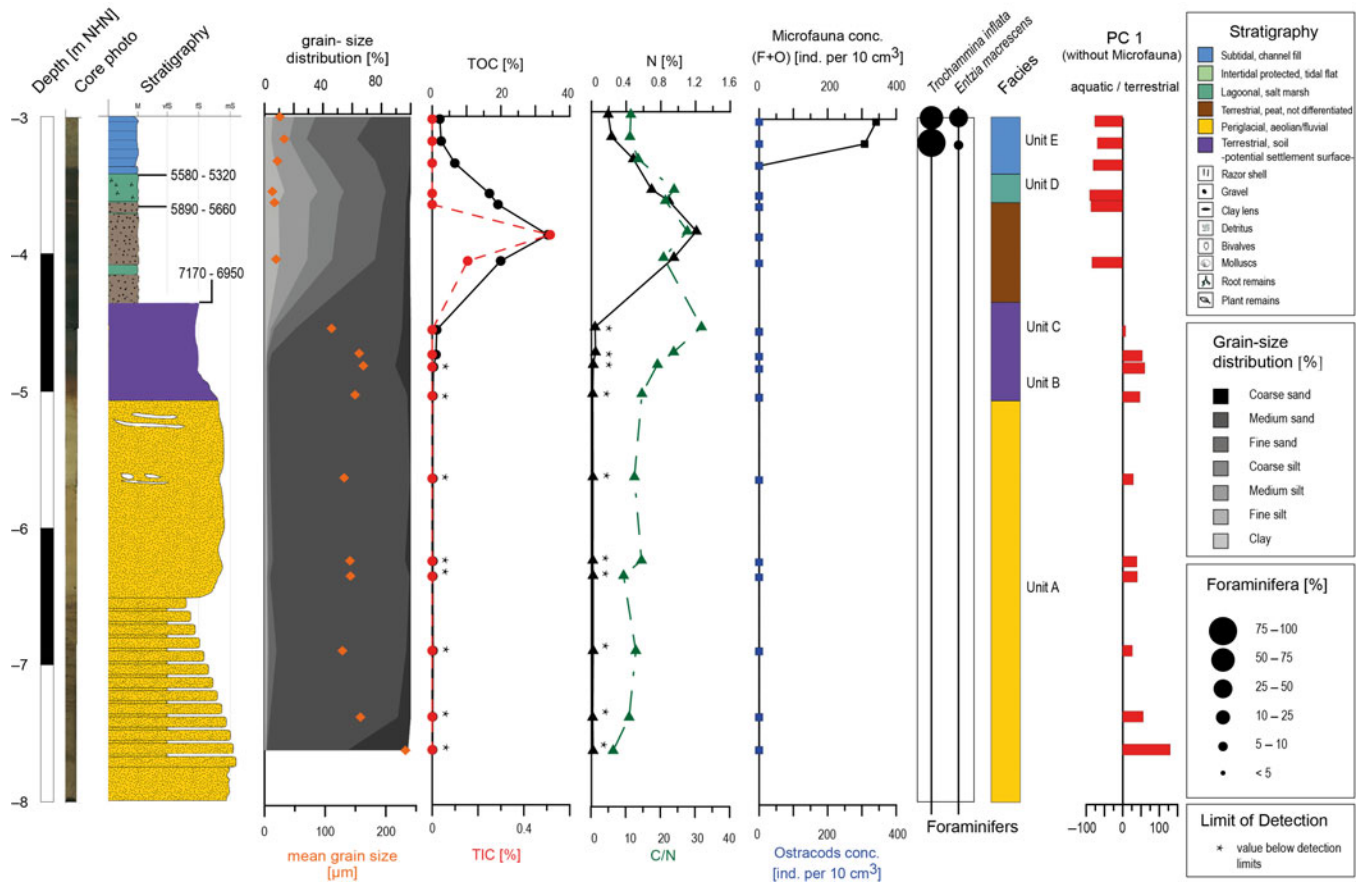 Depth [m NHN]
Core photo
Stratigraphy
M
vfS
fS
mS
grain- size
distribution [%]
0
80
TOC [%]
0
20
40
N [%]
0
0.4
0.8
1.2
1.6
Microfauna conc.
(F+O) [ind. per 10 cm³]
0
200
400
Trochammina inflata
Entzia macrescens
Facies
PC 1
(without Microfauna)
aquatic / terrestrial
–3
–4
–5
–6
–7
–8
5580 - 5320
5890 - 5660
7170 - 6950
Unit E
Unit D
Unit C
Unit B
Unit A
0
100
200
mean grain size
[µm]
0
0.4
TIC [%]
0
10
20
30
40
C/N
0
200
400
Ostracods conc.
[ind. per 10 cm³]
Foraminifers
–100
0
100
Stratigraphy
Subtidal, channel fill
Intertidal protected, tidal flat
Lagoonal, salt marsh
Terrestrial, peat, not differentiated
Periglacial, aeolian/fluvial
Terrestrial, soil
-potential settlement surface-
Razor shell
Gravel
Clay lens
Detritus
Bivalves
Molluscs
Root remains
Plant remains
Grain-size
distribution [%]
Coarse sand
Medium sand
Fine sand
Coarse silt
Medium silt
Fine silt
Clay
Foraminifera [%]
75 – 100
50 – 75
25 – 50
10 – 25
5 – 10
< 5
Limit of Detection
* value below detection
limits